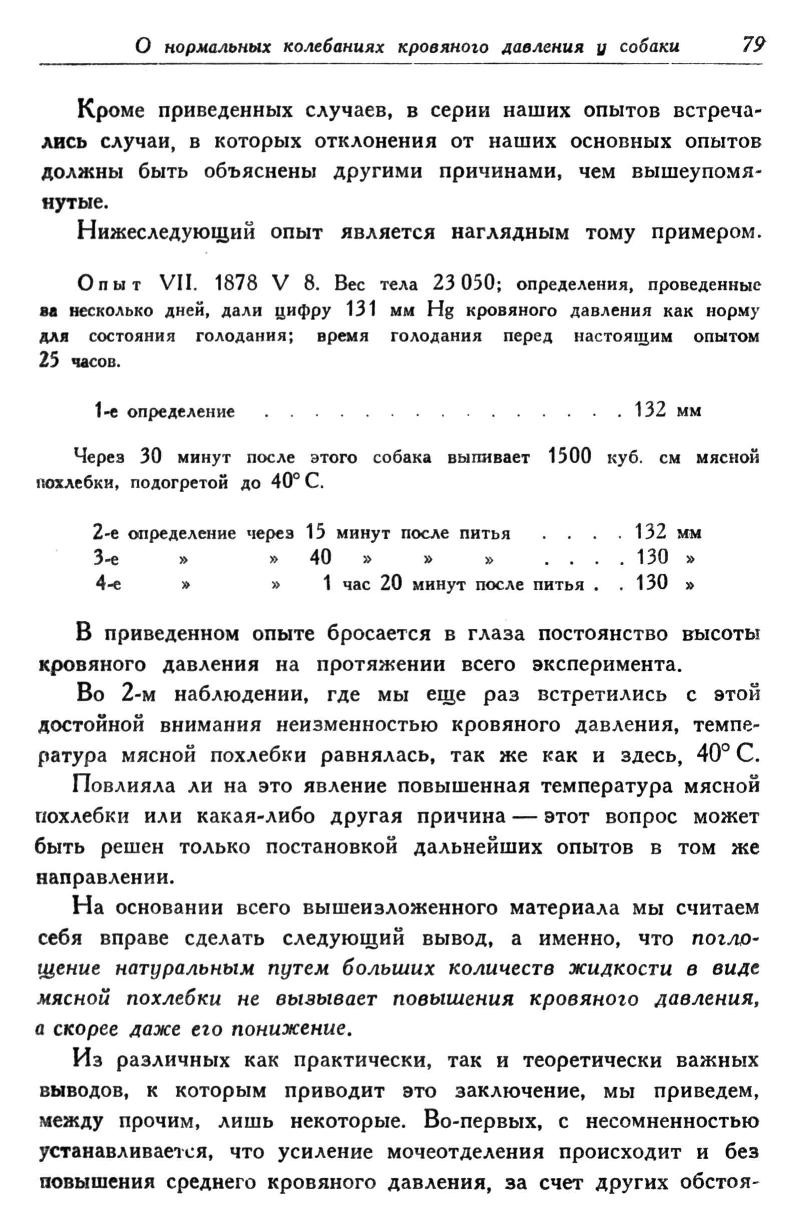 О нормальных колебаниях кровяного давления у собаки 79
Кроме приведенных случаев, в серии наших опытов встреча-
лись случаи, в которых отклонения от наших основных опытов
должны быть объяснены другими причинами, чем вышеупомя-
нутые.
Нижеследующий опыт является наглядным тому примером.
Опыт VII. 1878 V 8. Вес тела 23 050; определения, проведенные
за несколько дней, дали цифру 131 мм Hg кровяного давления как норму
для состояния голодания; время голодания перед настоящим опытом
25 часов.
1-е определение . . . . . . . . . . . . . . . . . . 132 мм
Через 30 минут после этого собака выпивает 1500 куб. см мясной
похлебки, подогретой до 40° С.
2-е определение через 15 минут после питья . . . . 132 мм
3-е » » 40 » » » . . . . 130 »
4-е » » 1 час 20 минут после питья . . 130 »
В приведенном опыте бросается в глаза постоянство высоты
кровяного давления на протяжении всего эксперимента.
Во 2-м наблюдении, где мы еще раз встретились с этой
достойной внимания неизменностью кровяного давления, темпе-
ратура мясной похлебки равнялась, так же как и здесь, 40° С.
Повлияла ли на это явление повышенная температура мясной
похлебки или какая-либо другая причина — этот вопрос может
быть решен только постановкой дальнейших опытов в том же
направлении.
На основании всего вышеизложенного материала мы считаем
себя вправе сделать следующий вывод, а именно, что погло-
щение натуральным путем больших количеств жидкости в виде
мясной похлебки не вызывает повышения кровяного давления,
а скорее даже его понижение.
Из различных как практически, так и теоретически важных
выводов, к которым приводит это заключение, мы приведем,
между прочим, лишь некоторые. Во-первых, с несомненностью
устанавливается, что усиление мочеотделения происходит и без
повышения среднего кровяного давления, за счет других обстоя-